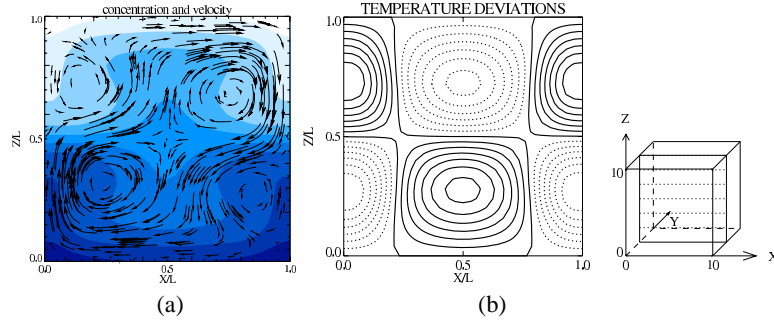 concentration and velocity
1.0
Z/L
0.5
0.0
0.0
0.5
1.0
X/L
(a)
TEMPERATURE DEVIATIONS
1.0
Z/L
0.5
0.0
0.0
0.5
1.0
X/L
(b)
Z
10
Y
0
0
10
X